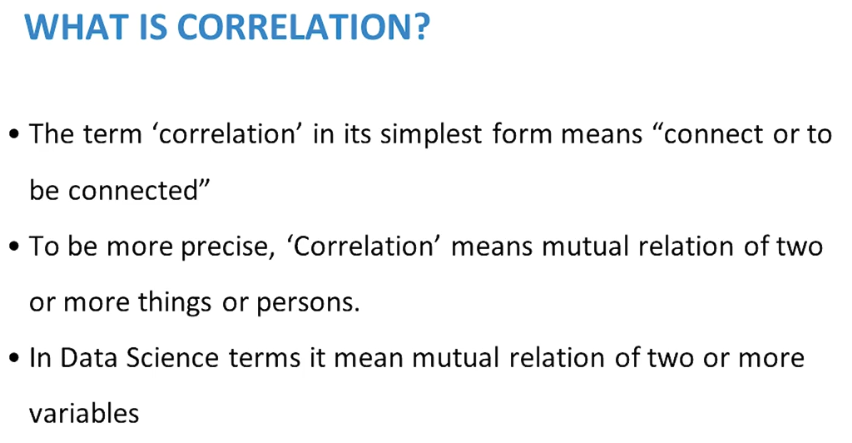 WHAT IS CORRELATION?
• The term ‘correlation’ in its simplest form means “connect or to
be connected”
• To be more precise, ‘Correlation’ means mutual relation of two
or more things or persons.
• In Data Science terms it mean mutual relation of two or more
variables